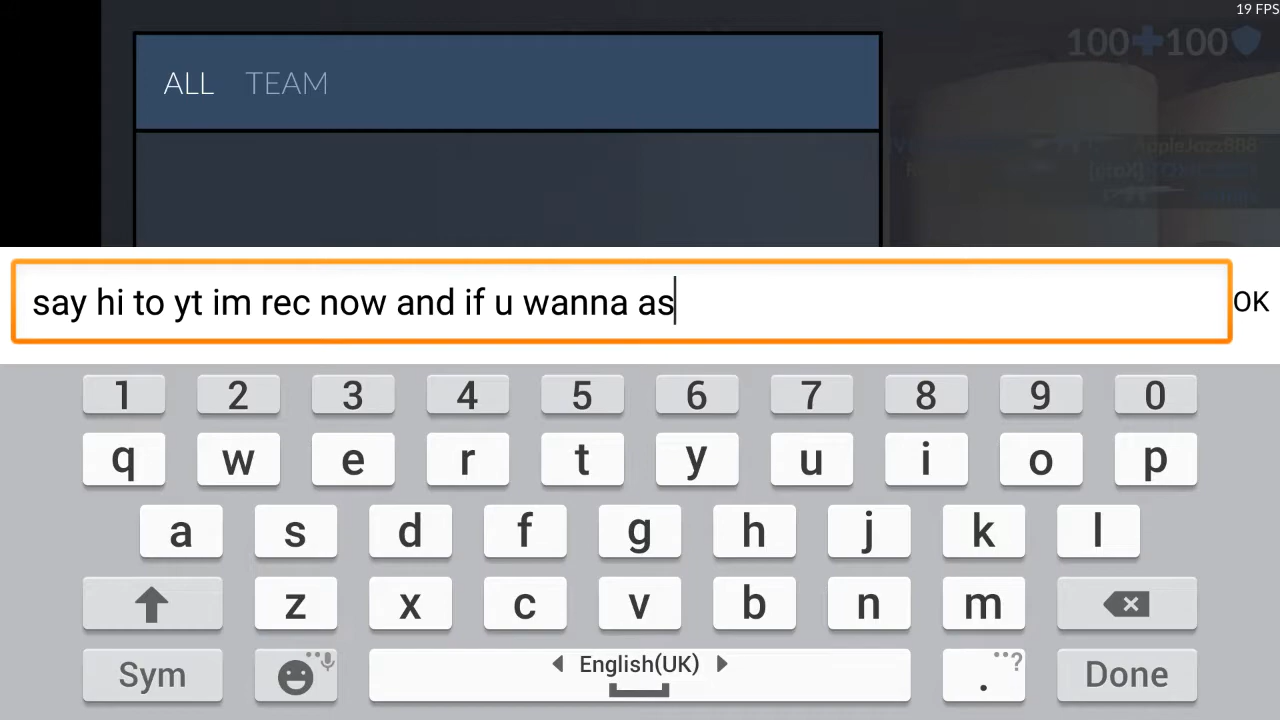 19 FPS
100 100
ALL TEAM
AppleJazz888
say hi to yt im rec now and if u wanna as
OK
1 2 3 4 5 6 7 8 9 0
q w e r t y u i o p
a s d f g h j k l
z x c v b n m
Sym English(UK) . ? Done